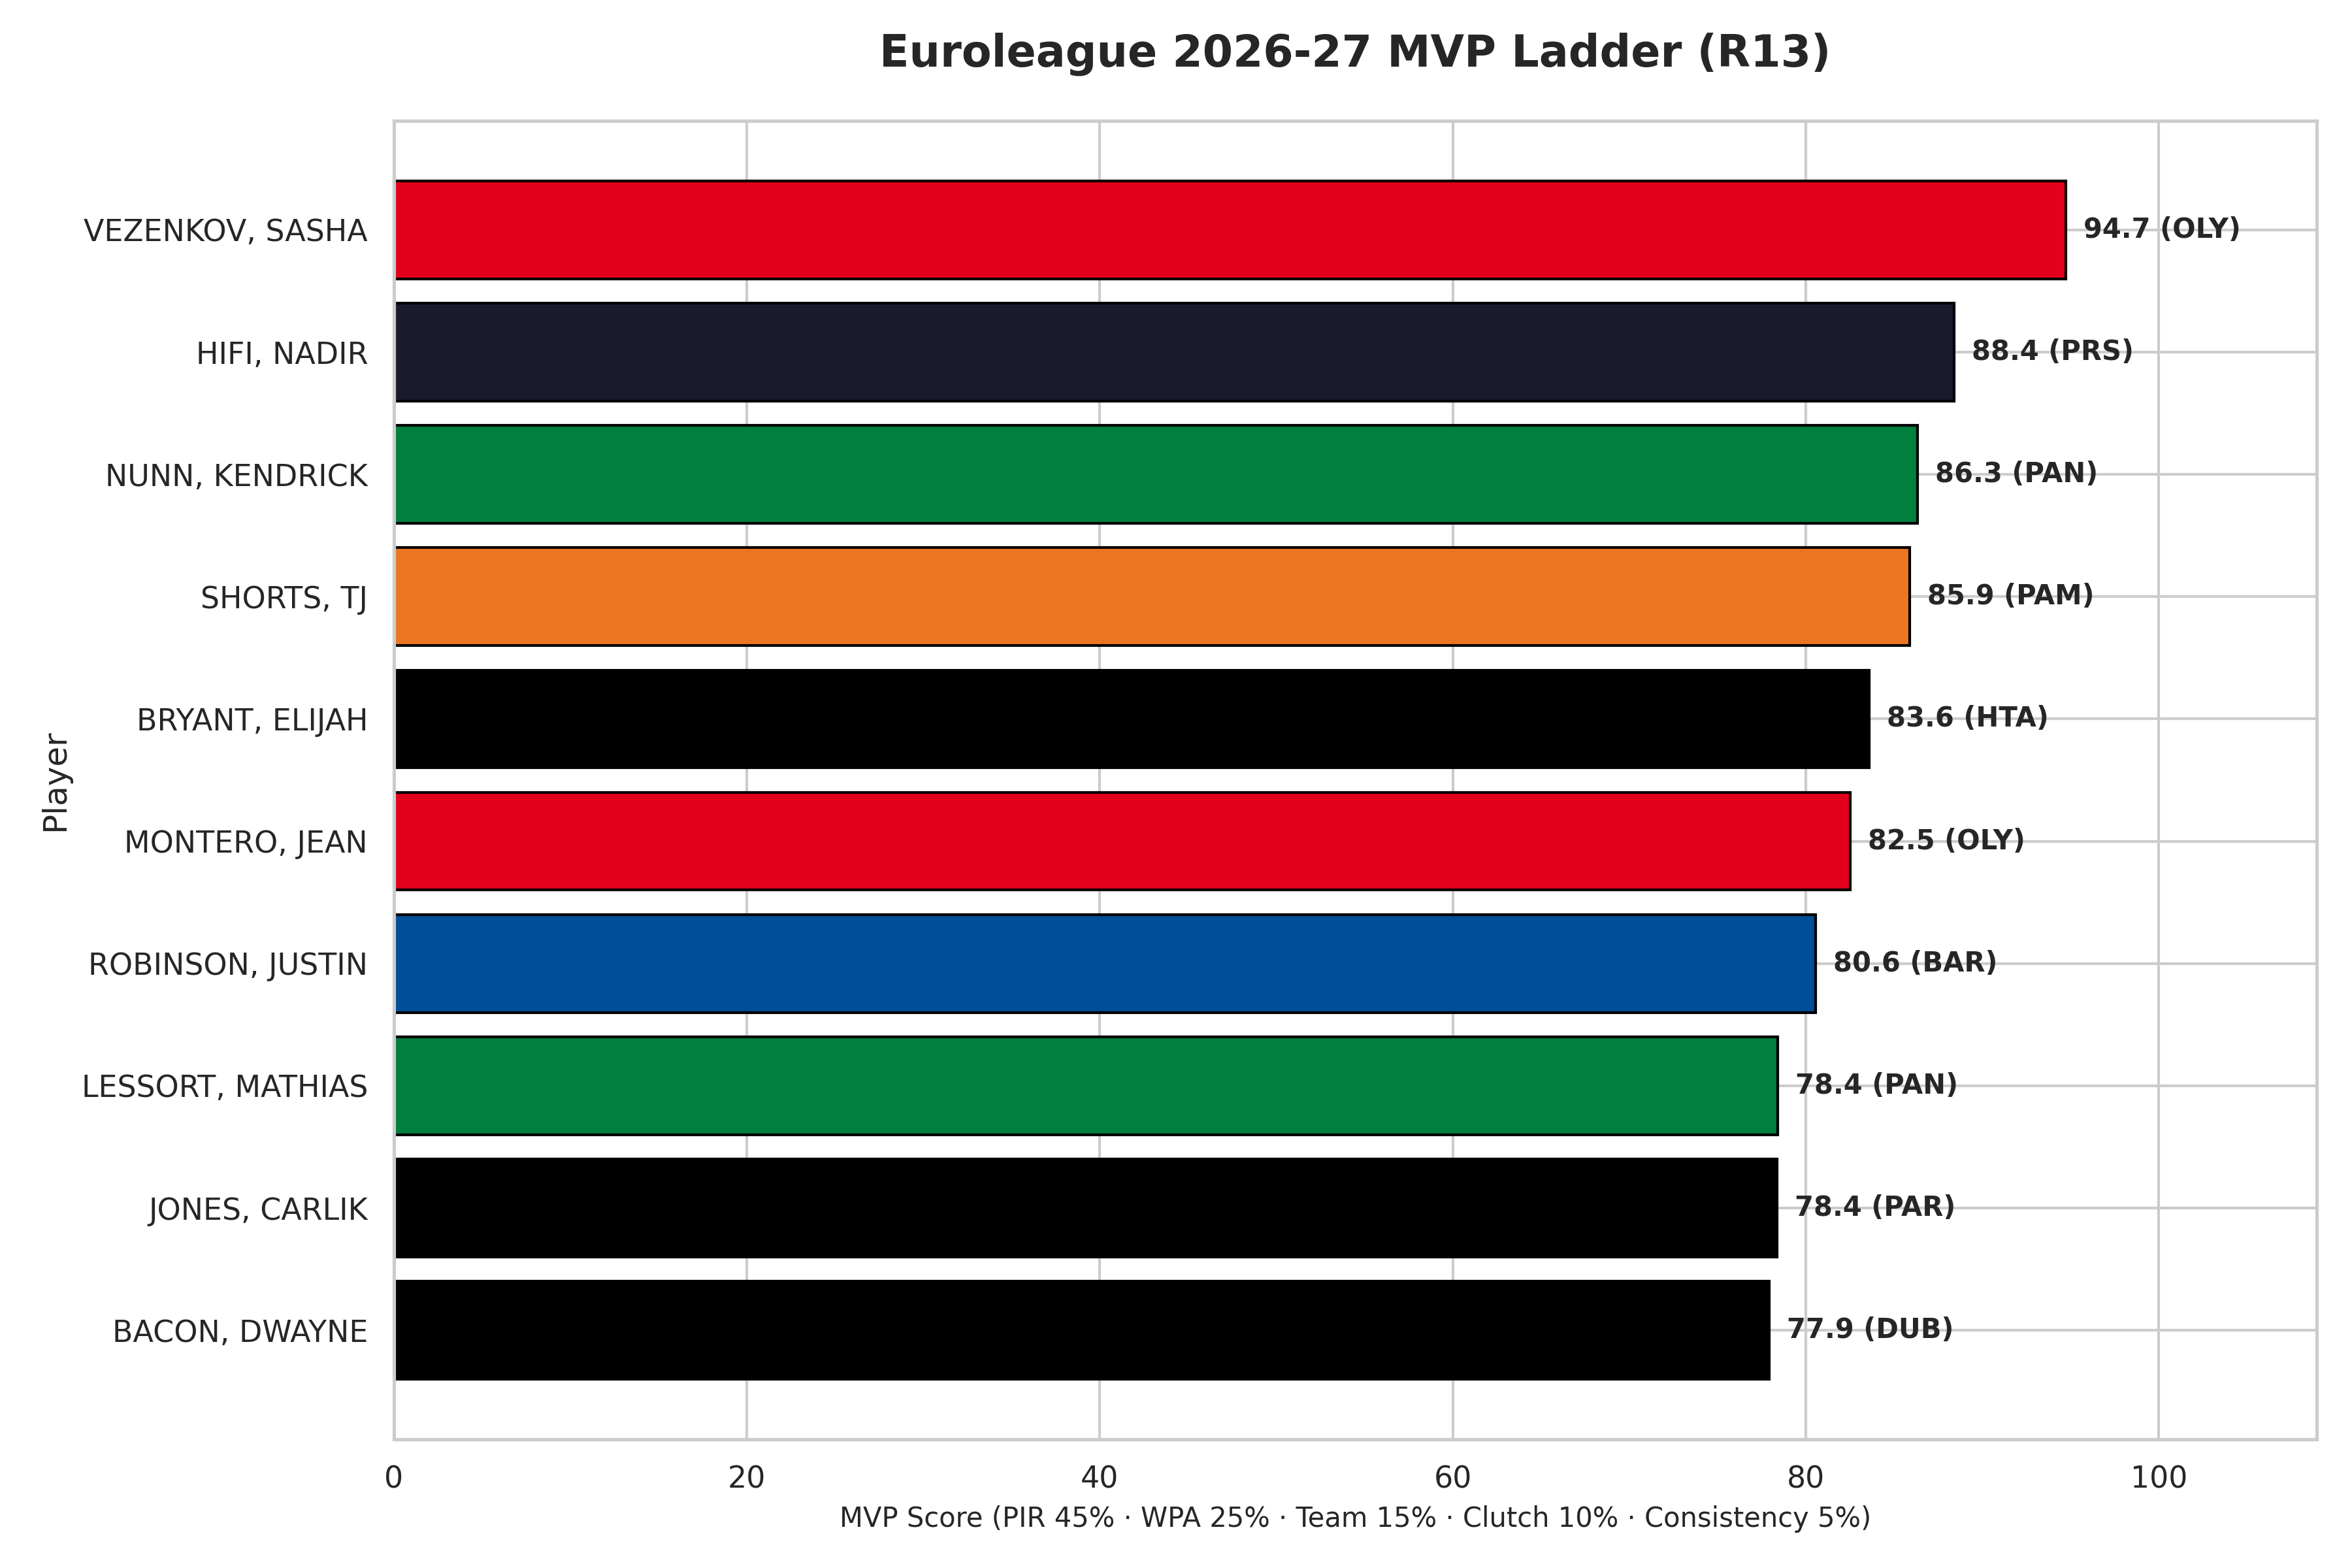 Euroleague 2026-27 MVP Ladder (R13)
Player
VEZENKOV, SASHA 94.7 (OLY)
HIFI, NADIR 88.4 (PRS)
NUNN, KENDRICK 86.3 (PAN)
SHORTS, TJ 85.9 (PAM)
BRYANT, ELIJAH 83.6 (HTA)
MONTERO, JEAN 82.5 (OLY)
ROBINSON, JUSTIN 80.6 (BAR)
LESSORT, MATHIAS 78.4 (PAN)
JONES, CARLIK 78.4 (PAR)
BACON, DWAYNE 77.9 (DUB)
0 20 40 60 80 100
MVP Score (PIR 45% · WPA 25% · Team 15% · Clutch 10% · Consistency 5%)